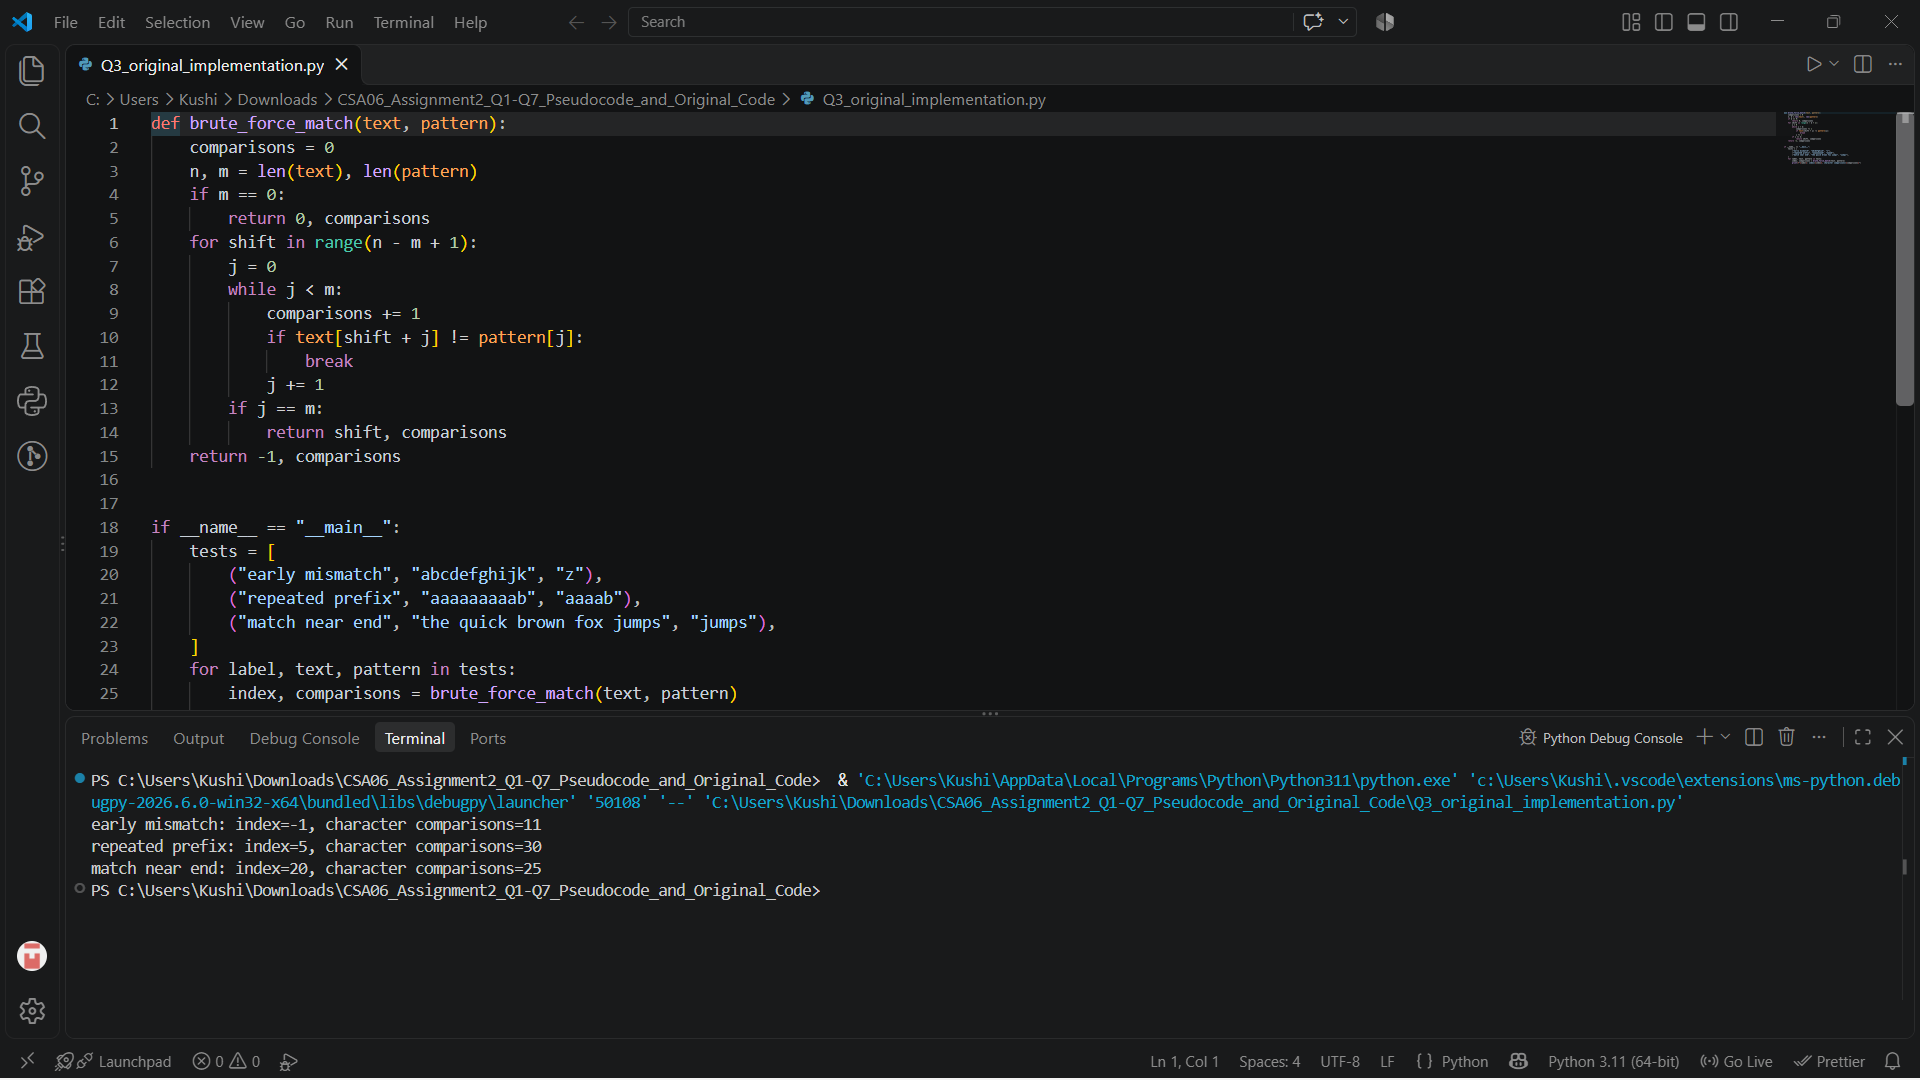 File Edit Selection View Go Run Terminal Help Search
Q3_original_implementation.py
C: > Users > Kushi > Downloads > CSA06_Assignment2_Q1-Q7_Pseudocode_and_Original_Code > Q3_original_implementation.py
1 def brute_force_match(text, pattern):
2     comparisons = 0
3     n, m = len(text), len(pattern)
4     if m == 0:
5         return 0, comparisons
6     for shift in range(n - m + 1):
7         j = 0
8         while j < m:
9             comparisons += 1
10             if text[shift + j] != pattern[j]:
11                 break
12             j += 1
13         if j == m:
14             return shift, comparisons
15     return -1, comparisons
16
17
18 if __name__ == "__main__":
19     tests = [
20         ("early mismatch", "abcdefghijk", "z"),
21         ("repeated prefix", "aaaaaaaaab", "aaaab"),
22         ("match near end", "the quick brown fox jumps", "jumps"),
23     ]
24     for label, text, pattern in tests:
25         index, comparisons = brute_force_match(text, pattern)
Problems Output Debug Console Terminal Ports Python Debug Console
PS C:\Users\Kushi\Downloads\CSA06_Assignment2_Q1-Q7_Pseudocode_and_Original_Code>  & 'C:\Users\Kushi\AppData\Local\Programs\Python\Python311\python.exe' 'c:\Users\Kushi\.vscode\extensions\ms-python.deb
ugpy-2026.6.0-win32-x64\bundled\libs\debugpy\launcher' '50108' '--' 'C:\Users\Kushi\Downloads\CSA06_Assignment2_Q1-Q7_Pseudocode_and_Original_Code\Q3_original_implementation.py'
early mismatch: index=-1, character comparisons=11
repeated prefix: index=5, character comparisons=30
match near end: index=20, character comparisons=25
PS C:\Users\Kushi\Downloads\CSA06_Assignment2_Q1-Q7_Pseudocode_and_Original_Code>
Launchpad 0 0 Ln 1, Col 1 Spaces: 4 UTF-8 LF {} Python Python 3.11 (64-bit) Go Live Prettier